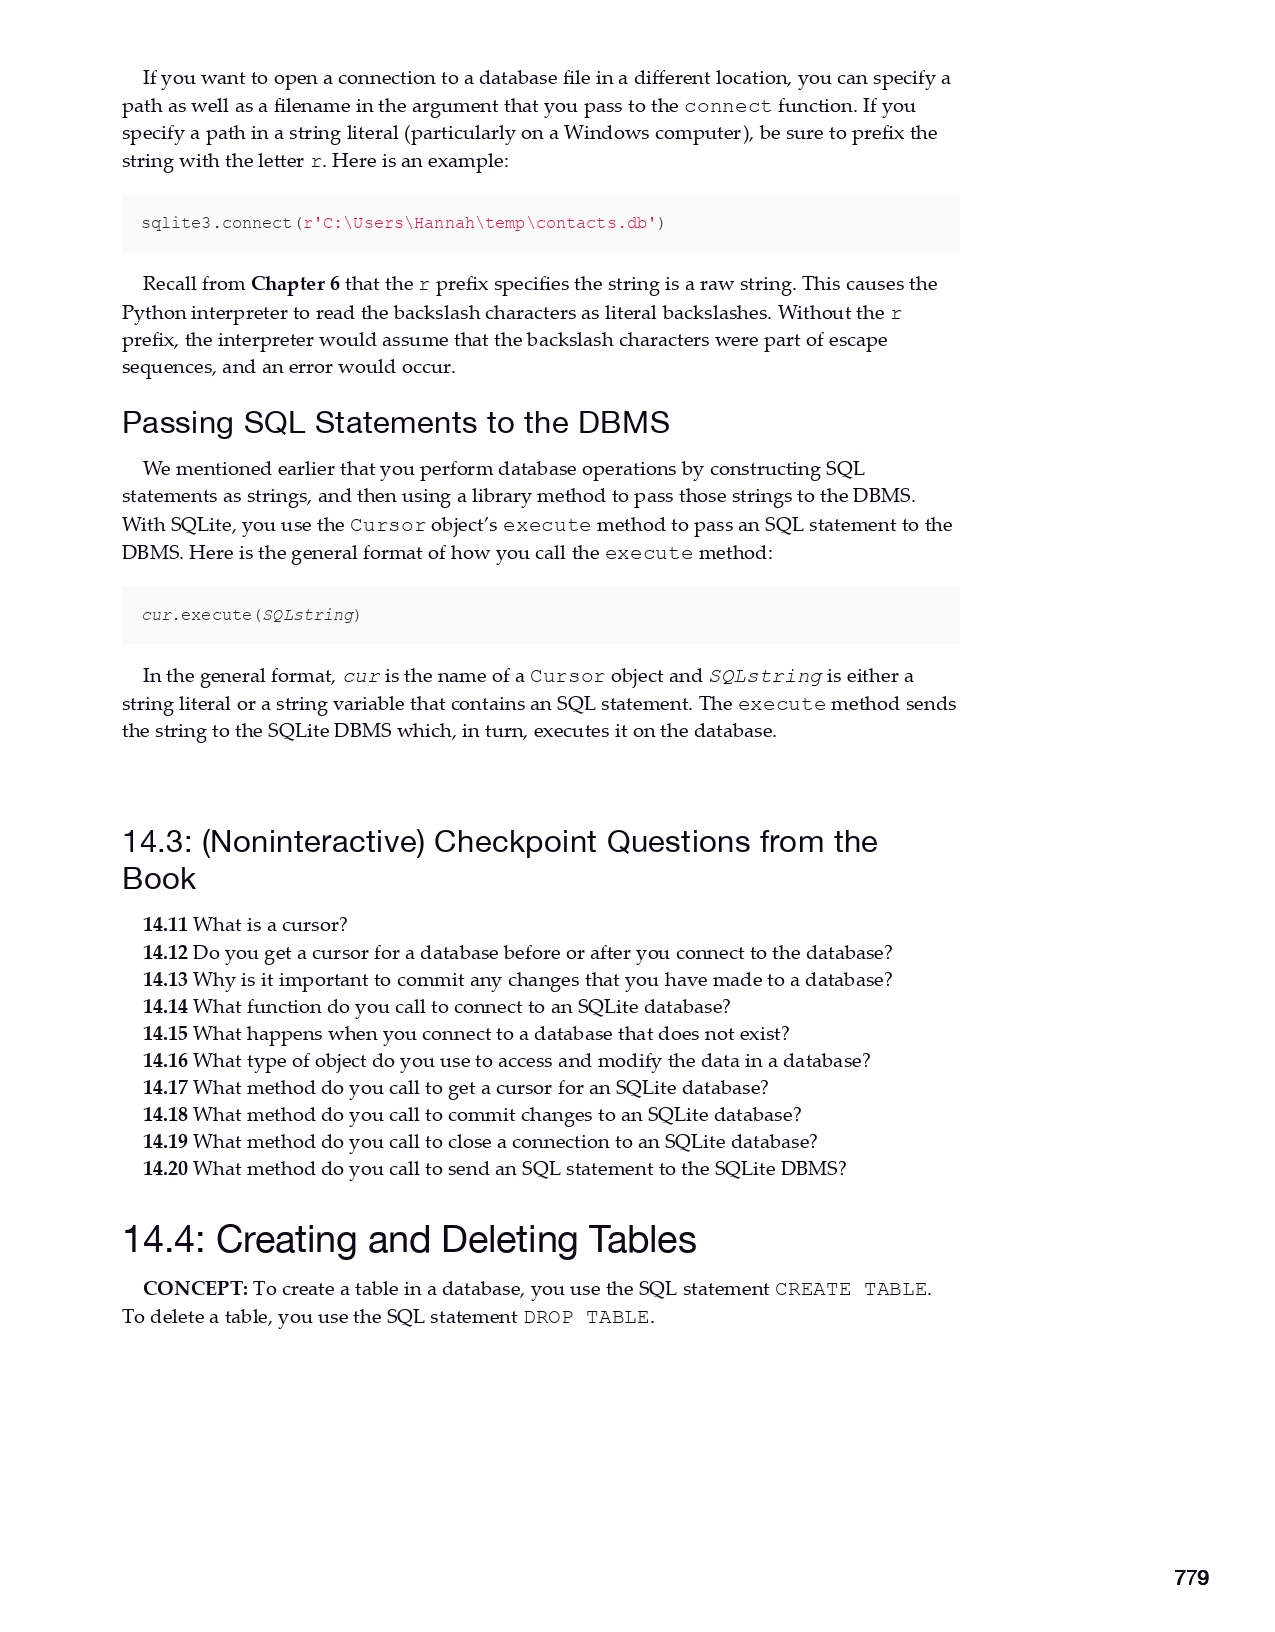 If you want to open a connection to a database file in a different location, you can specify a
path as well as a filename in the argument that you pass to the connect function. If you
specify a path in a string literal (particularly on a Windows computer), be sure to prefix the
string with the letter r. Here is an example:
sqlite3.connect(r'C:\Users\Hannah\temp\contacts.db')
Recall from Chapter 6 that the r prefix specifies the string is a raw string. This causes the
Python interpreter to read the backslash characters as literal backslashes. Without the r
prefix, the interpreter would assume that the backslash characters were part of escape
sequences, and an error would occur.
Passing SQL Statements to the DBMS
We mentioned earlier that you perform database operations by constructing SQL
statements as strings, and then using a library method to pass those strings to the DBMS.
With SQLite, you use the Cursor object’s execute method to pass an SQL statement to the
DBMS. Here is the general format of how you call the execute method:
cur.execute(SQLstring)
In the general format, cur is the name of a Cursor object and SQLstring is either a
string literal or a string variable that contains an SQL statement. The execute method sends
the string to the SQLite DBMS which, in turn, executes it on the database.
14.3: (Noninteractive) Checkpoint Questions from the
Book
14.11 What is a cursor?
14.12 Do you get a cursor for a database before or after you connect to the database?
14.13 Why is it important to commit any changes that you have made to a database?
14.14 What function do you call to connect to an SQLite database?
14.15 What happens when you connect to a database that does not exist?
14.16 What type of object do you use to access and modify the data in a database?
14.17 What method do you call to get a cursor for an SQLite database?
14.18 What method do you call to commit changes to an SQLite database?
14.19 What method do you call to close a connection to an SQLite database?
14.20 What method do you call to send an SQL statement to the SQLite DBMS?
14.4: Creating and Deleting Tables
CONCEPT: To create a table in a database, you use the SQL statement CREATE TABLE.
To delete a table, you use the SQL statement DROP TABLE.
779